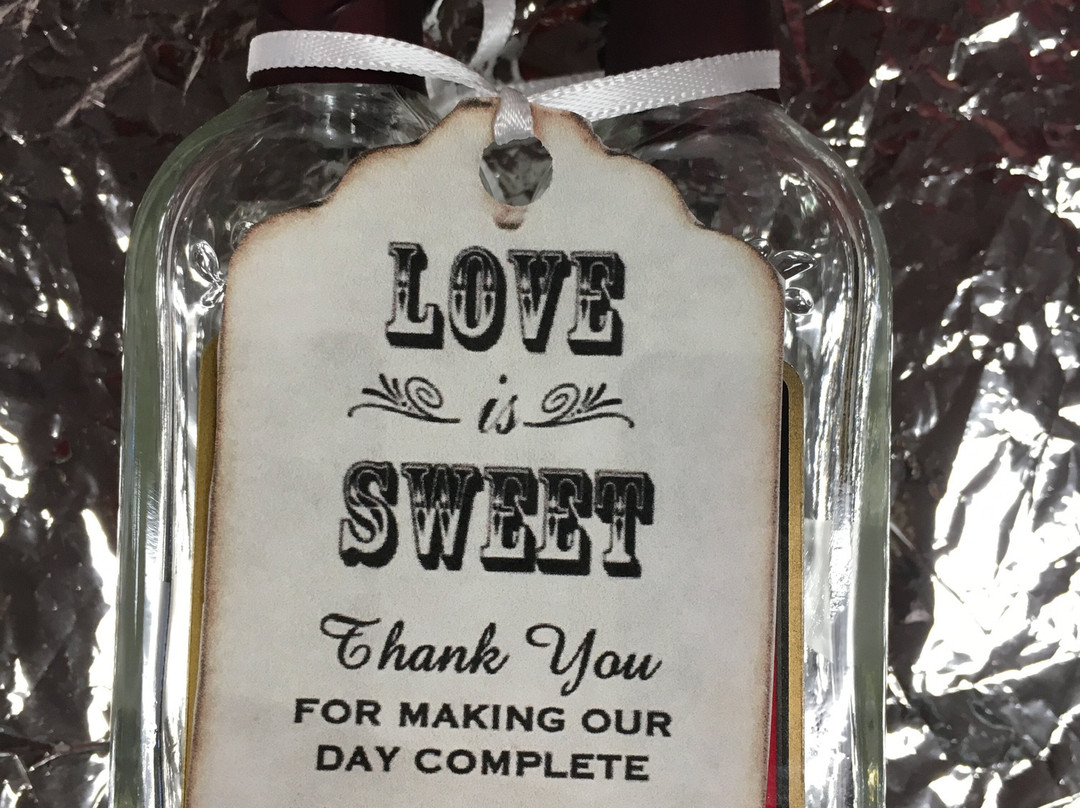 LOVE
is
SWEET
Thank You
FOR MAKING OUR
DAY COMPLETE